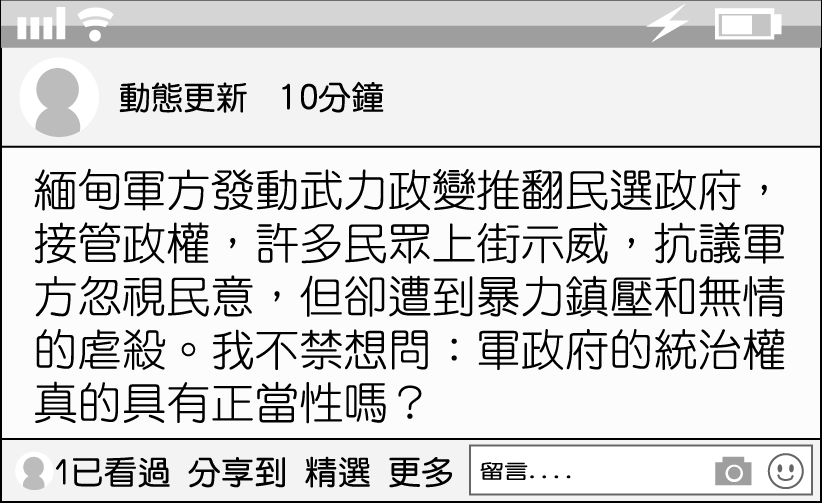 動態更新　10分鐘
緬甸軍方發動武力政變推翻民選政府，
接管政權，許多民眾上街示威，抗議軍
方忽視民意，但卻遭到暴力鎮壓和無情
的虐殺。我不禁想問：軍政府的統治權
真的具有正當性嗎？
1已看過 分享到 精選 更多 留言....